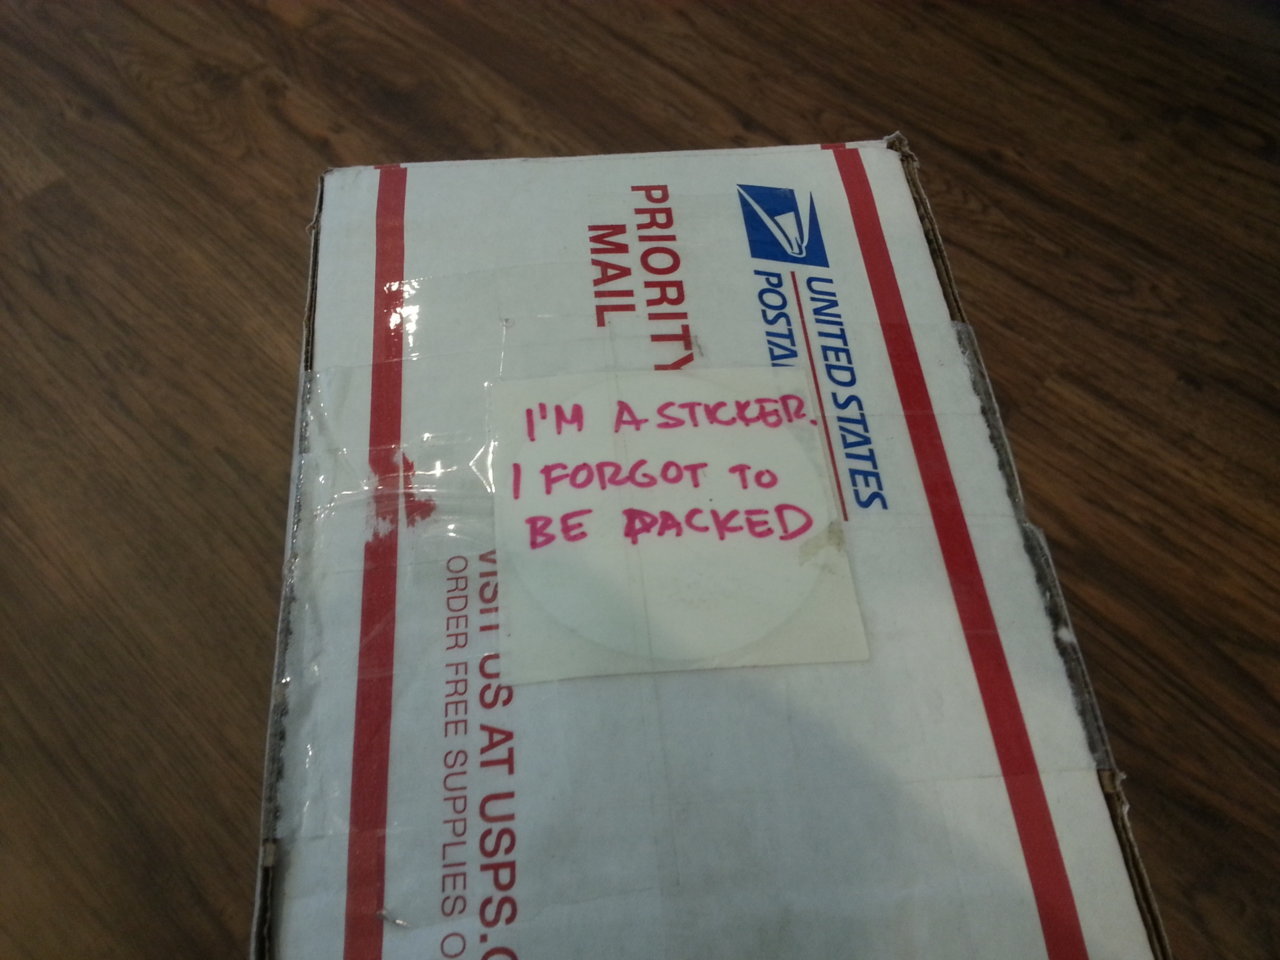 PRIORITY
MAIL
UNITED STATES
POSTAL
I'M A STICKER.
I FORGOT TO
BE PACKED
VISIT US AT USPS.C
ORDER FREE SUPPLIES O